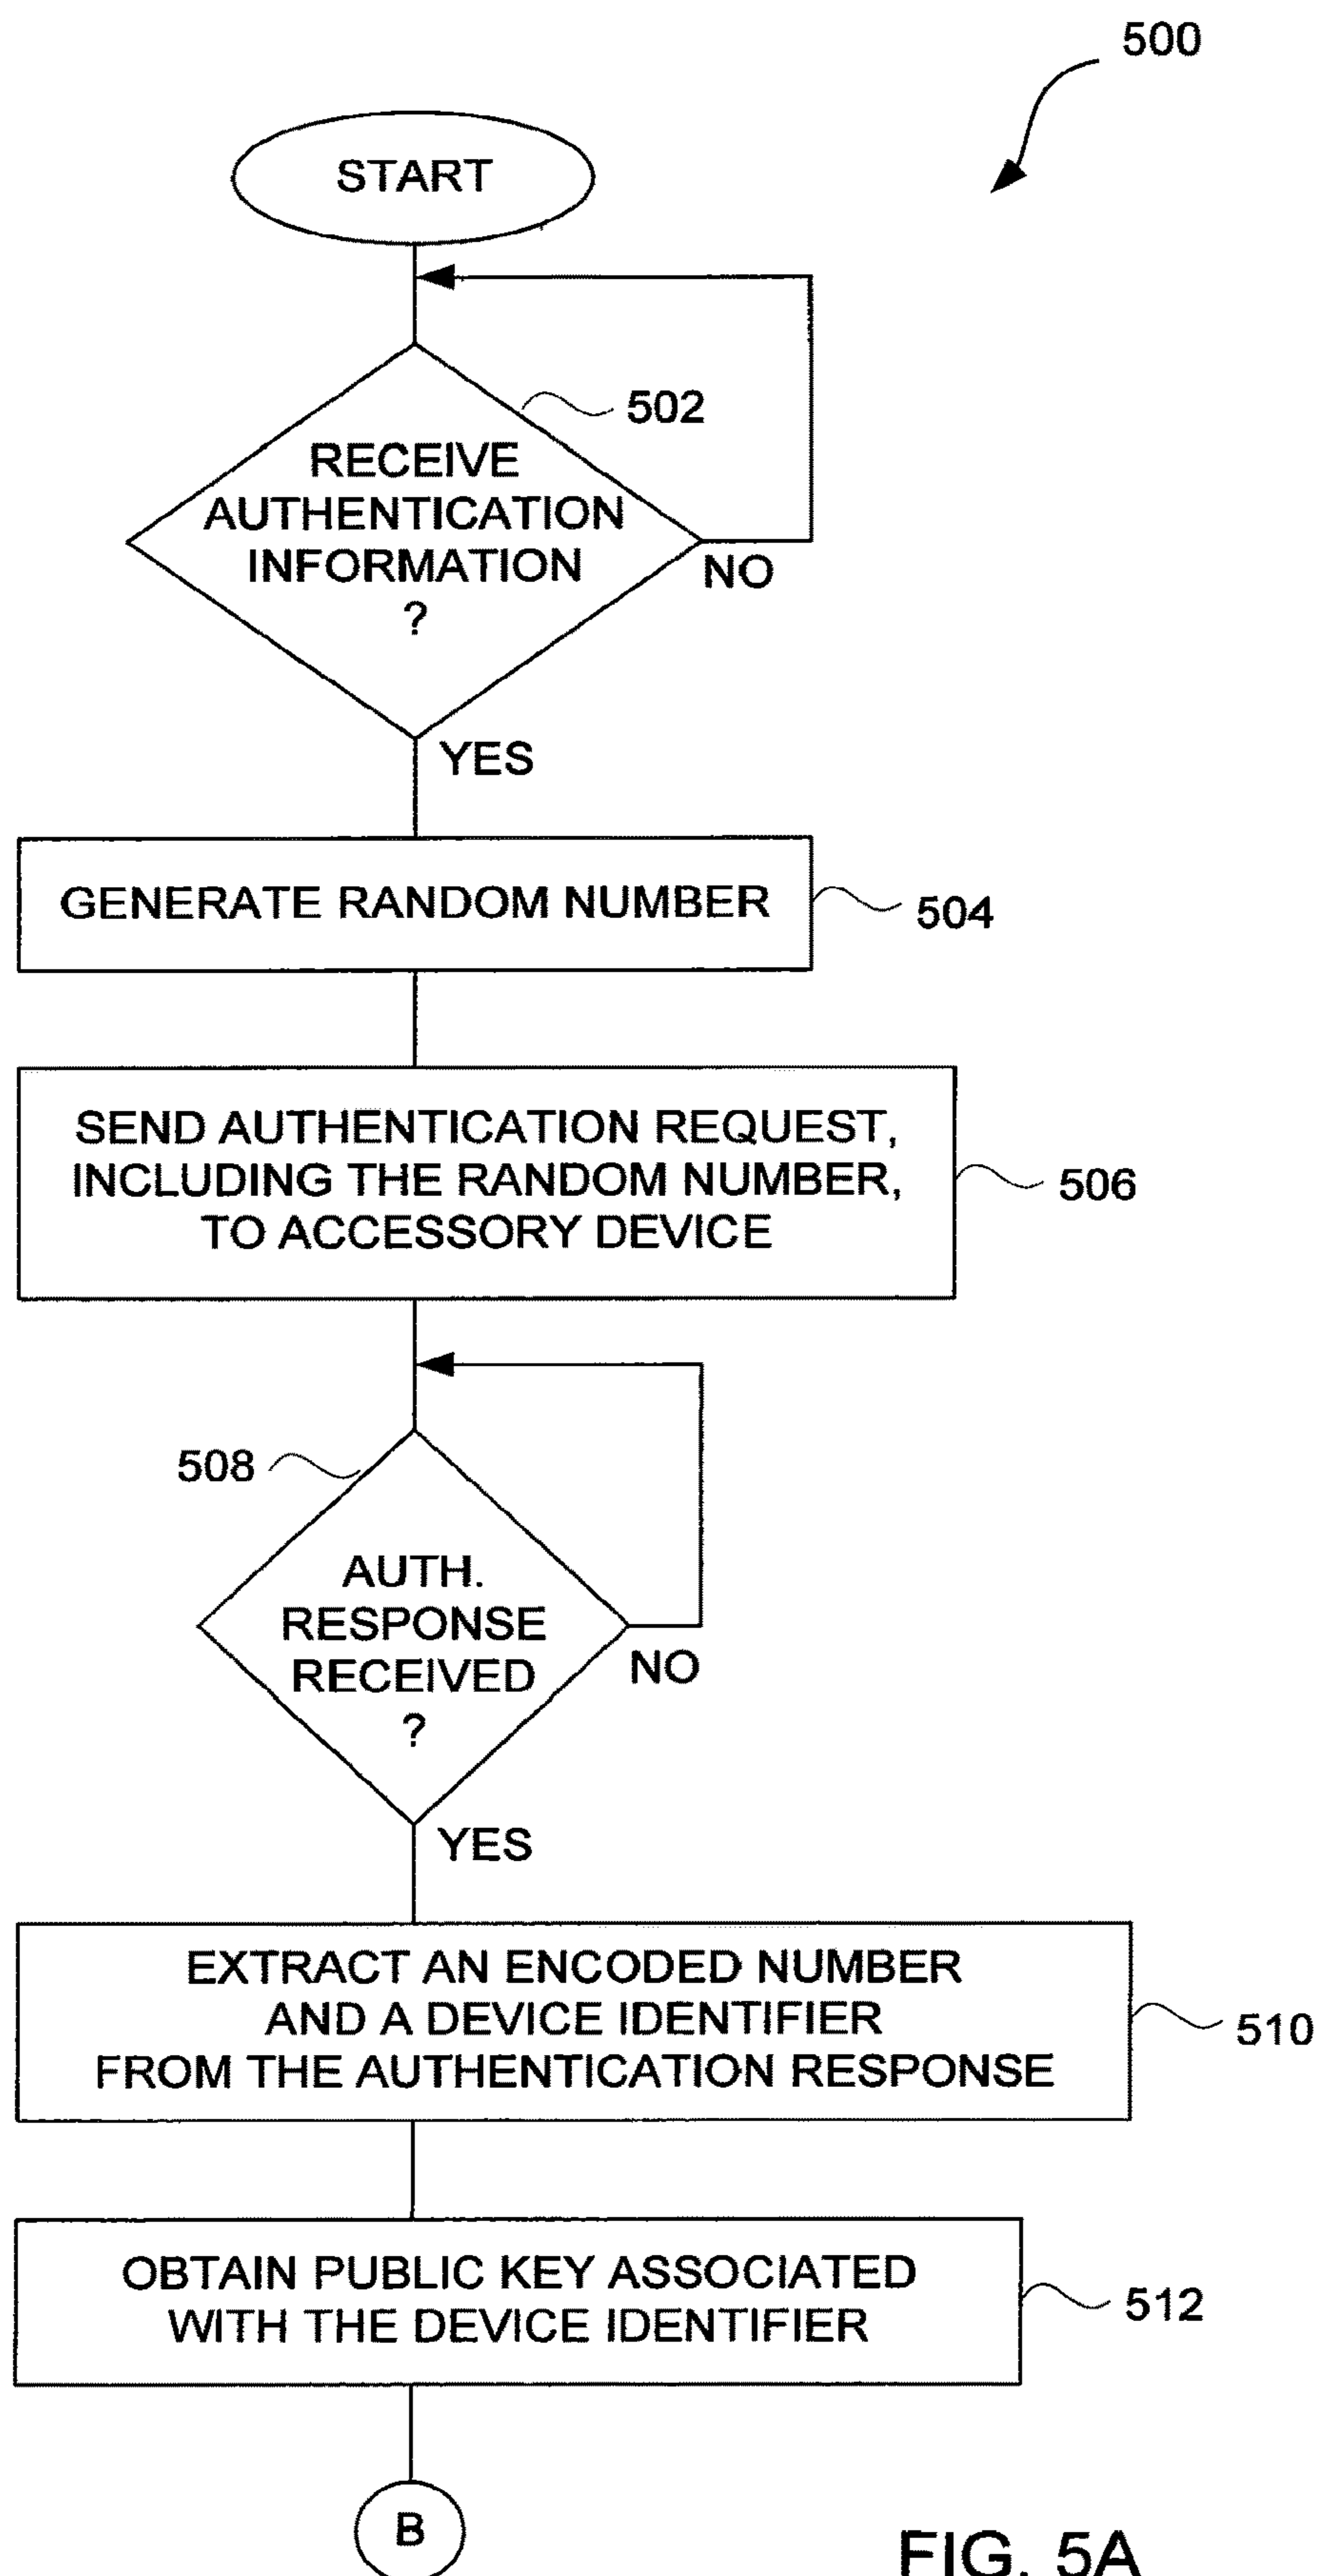 500
START
502
RECEIVE
AUTHENTICATION
INFORMATION
?
NO
YES
GENERATE RANDOM NUMBER
504
SEND AUTHENTICATION REQUEST,
INCLUDING THE RANDOM NUMBER,
TO ACCESSORY DEVICE
506
508
AUTH.
RESPONSE
RECEIVED
?
NO
YES
EXTRACT AN ENCODED NUMBER
AND A DEVICE IDENTIFIER
FROM THE AUTHENTICATION RESPONSE
510
OBTAIN PUBLIC KEY ASSOCIATED
WITH THE DEVICE IDENTIFIER
512
B
FIG. 5A